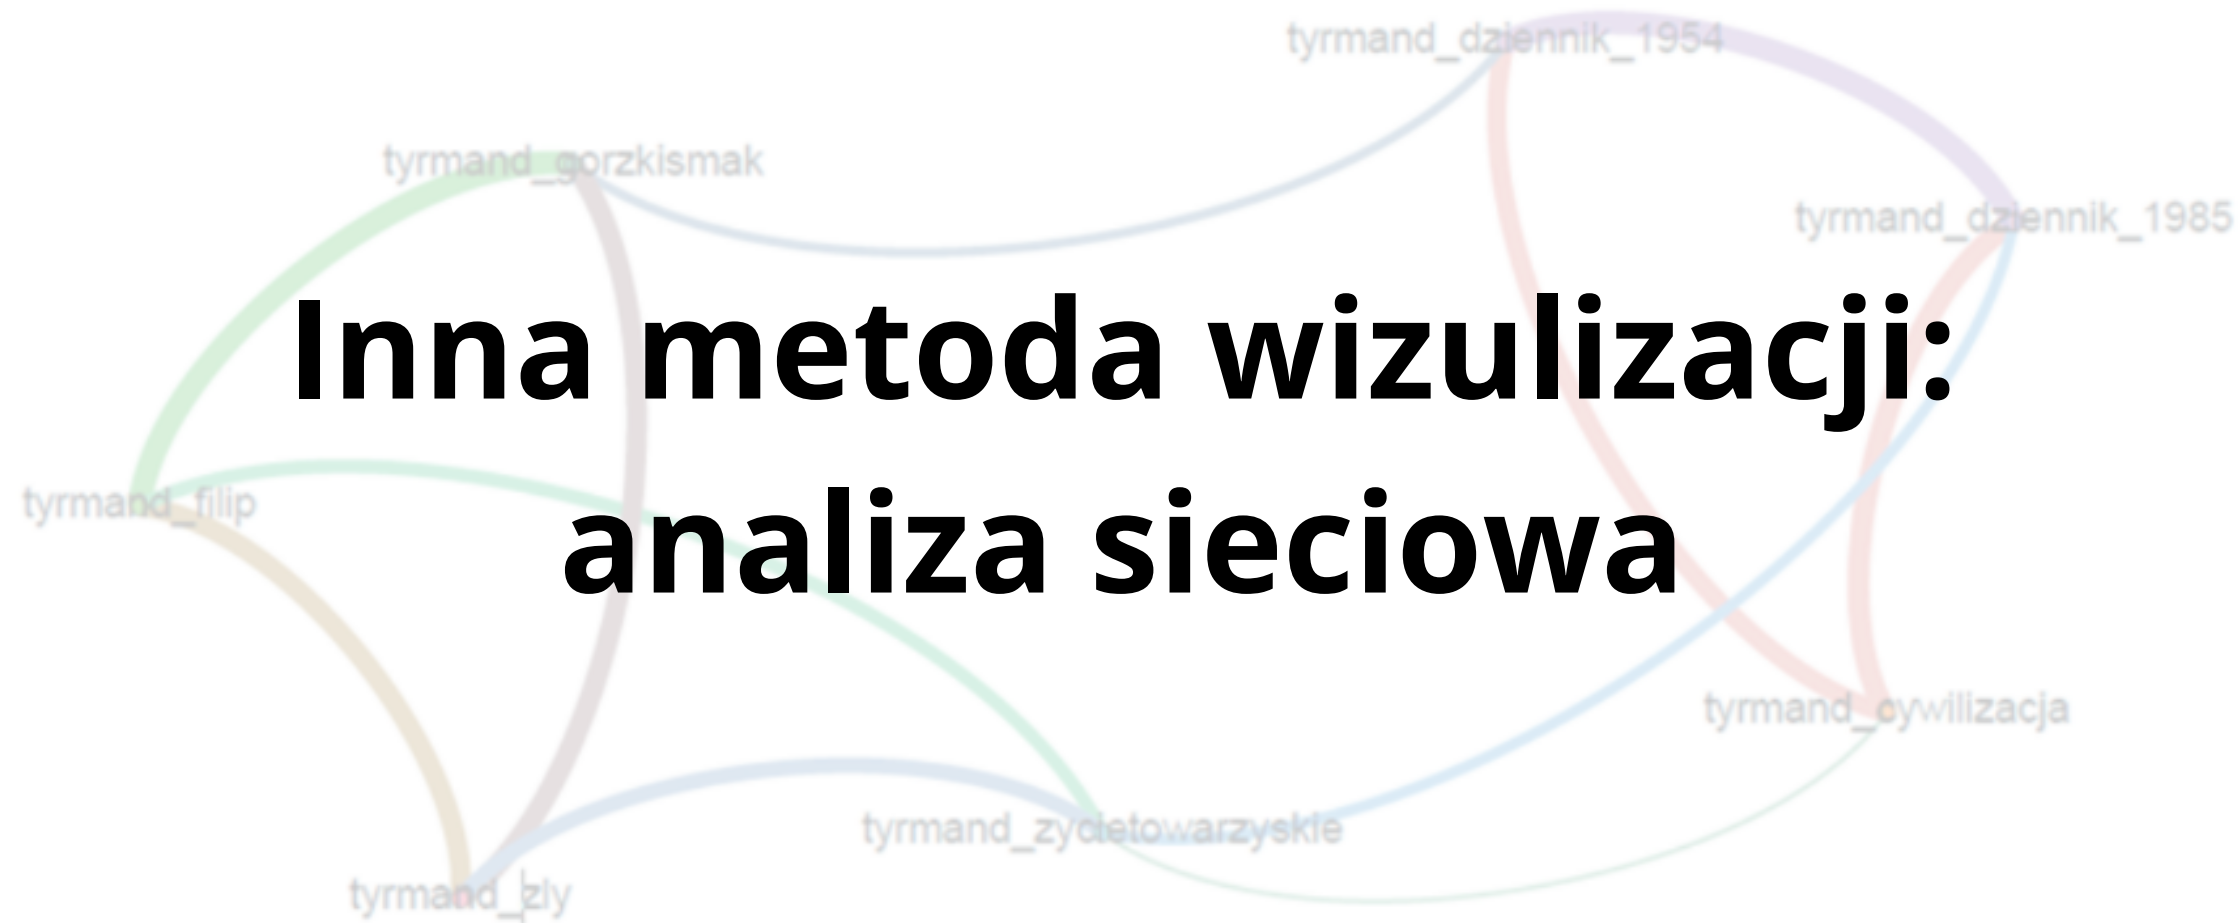 tyrmand_dziennik_1954
tyrmand_gorzkismak
tyrmand_dziennik_1985
Inna metoda wizulizacji:
analiza sieciowa
tyrmand_filip
tyrmand_cywilizacja
tyrmand_zycietowarzyskie
tyrmand_zly